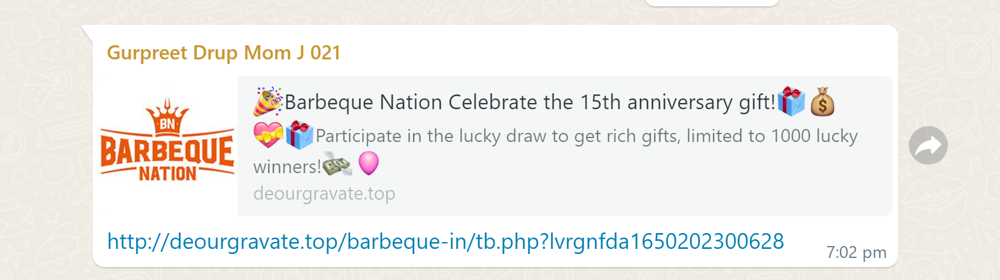 Gurpreet Drup Mom J 021
BN
BARBEQUE
NATION
🎉Barbeque Nation Celebrate the 15th anniversary gift!🎁💰
💝🎁Participate in the lucky draw to get rich gifts, limited to 1000 lucky
winners!💸🎈
deourgravate.top
http://deourgravate.top/barbeque-in/tb.php?lvrgnfda1650202300628
7:02 pm